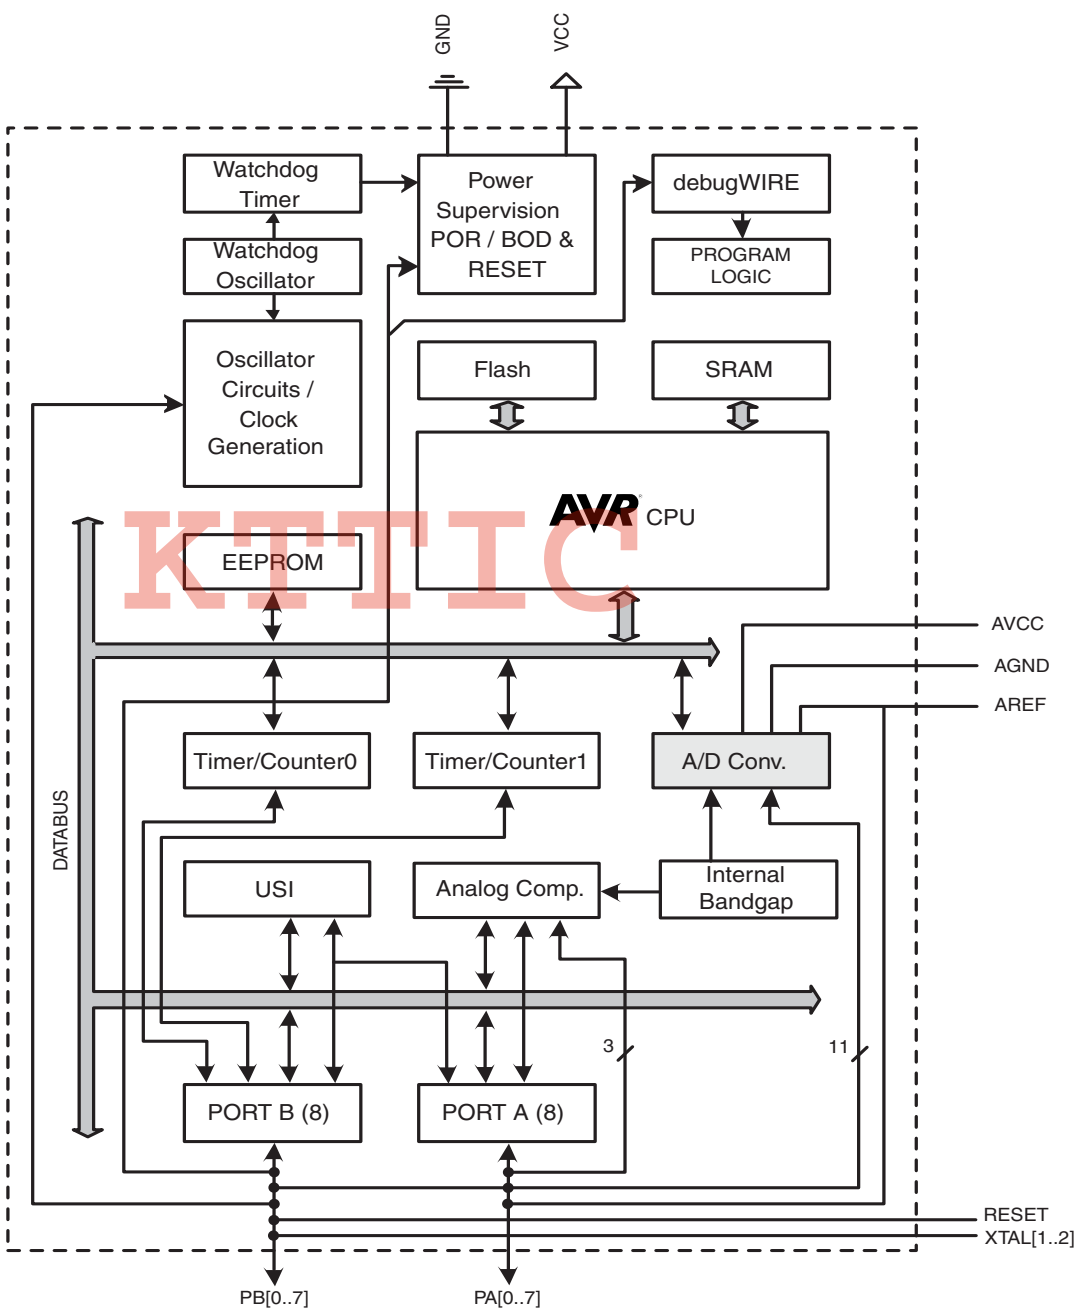 GND
VCC
Watchdog
Timer
Power
Supervision
POR / BOD &
RESET
debugWIRE
Watchdog
Oscillator
PROGRAM
LOGIC
Oscillator
Circuits /
Clock
Generation
Flash
SRAM
AVR® CPU
KTTIC
EEPROM
AVCC
AGND
AREF
Timer/Counter0
Timer/Counter1
A/D Conv.
DATABUS
USI
Analog Comp.
Internal
Bandgap
3
11
PORT B (8)
PORT A (8)
RESET
XTAL[1..2]
PB[0..7]
PA[0..7]